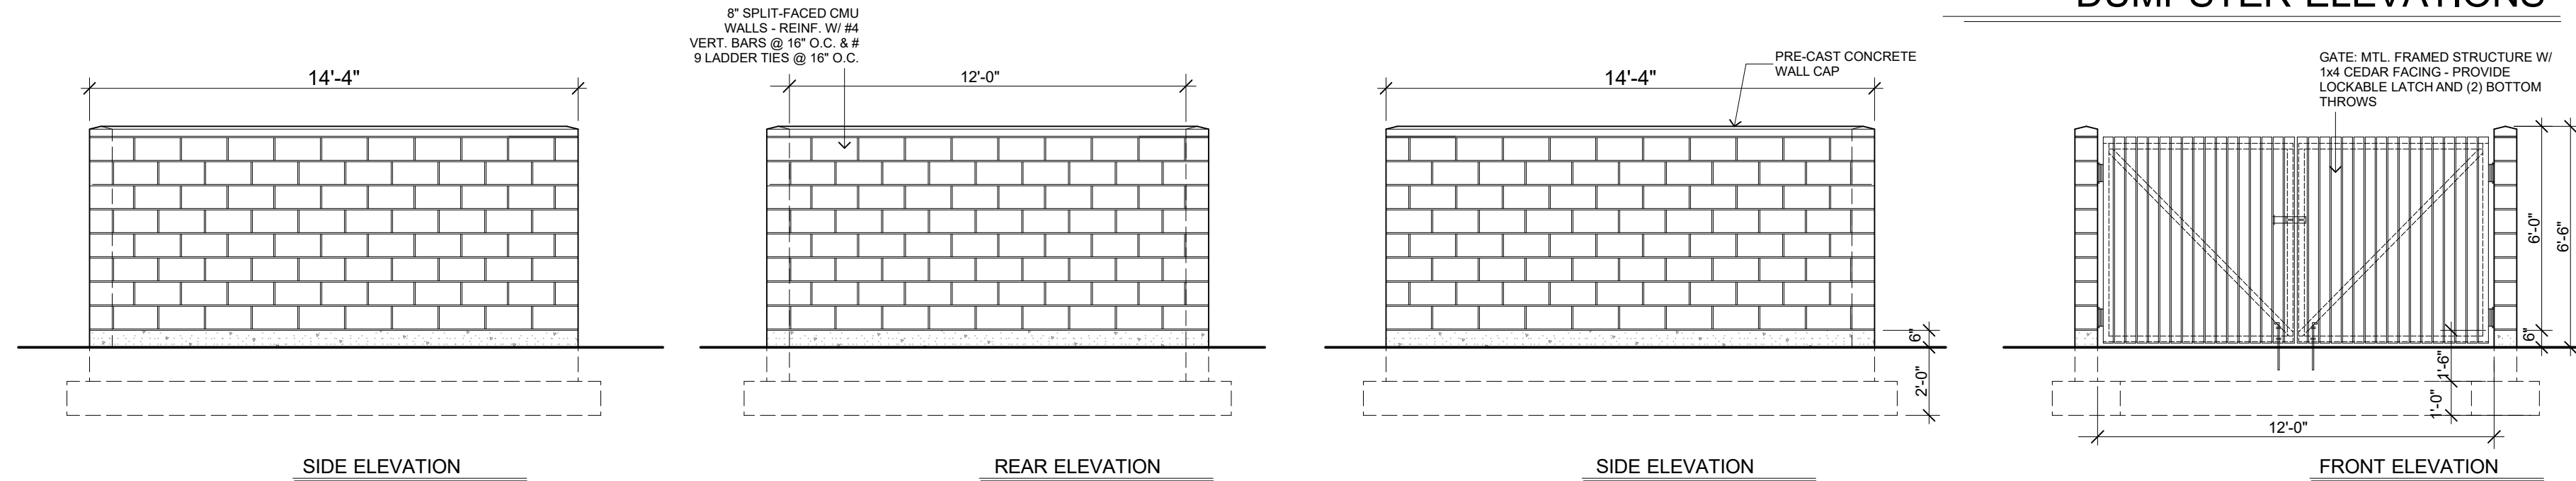 DUMPSTER ELEVATIONS
8" SPLIT-FACED CMU
WALLS - REINF. W/ #4
VERT. BARS @ 16" O.C. & #
9 LADDER TIES @ 16" O.C.
14'-4"
12'-0"
14'-4"
PRE-CAST CONCRETE
WALL CAP
GATE: MTL. FRAMED STRUCTURE W/
1x4 CEDAR FACING - PROVIDE
LOCKABLE LATCH AND (2) BOTTOM
THROWS
6"
2'-0"
6'-0"
6'-6"
6"
1'-6"
1'-0"
12'-0"
SIDE ELEVATION
REAR ELEVATION
SIDE ELEVATION
FRONT ELEVATION